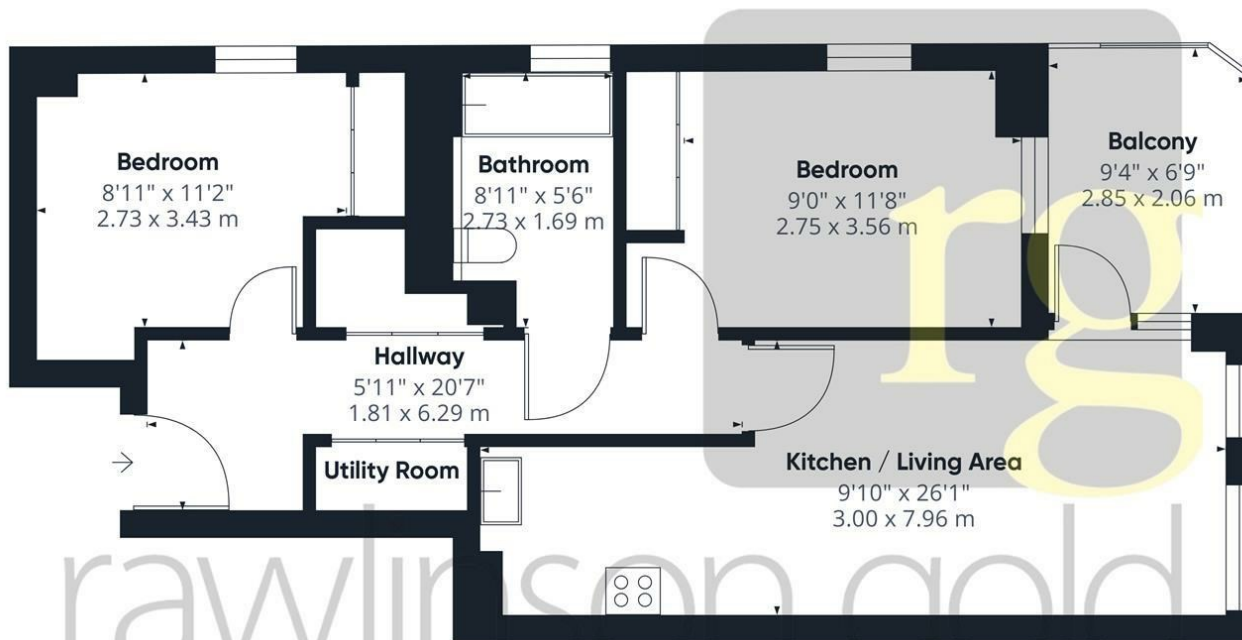 Bedroom
8'11" x 11'2"
2.73 x 3.43 m
Bathroom
8'11" x 5'6"
2.73 x 1.69 m
Bedroom
9'0" x 11'8"
2.75 x 3.56 m
Balcony
9'4" x 6'9"
2.85 x 2.06 m
rg
Hallway
5'11" x 20'7"
1.81 x 6.29 m
Utility Room
Kitchen / Living Area
9'10" x 26'1"
3.00 x 7.96 m
rawlinson gold